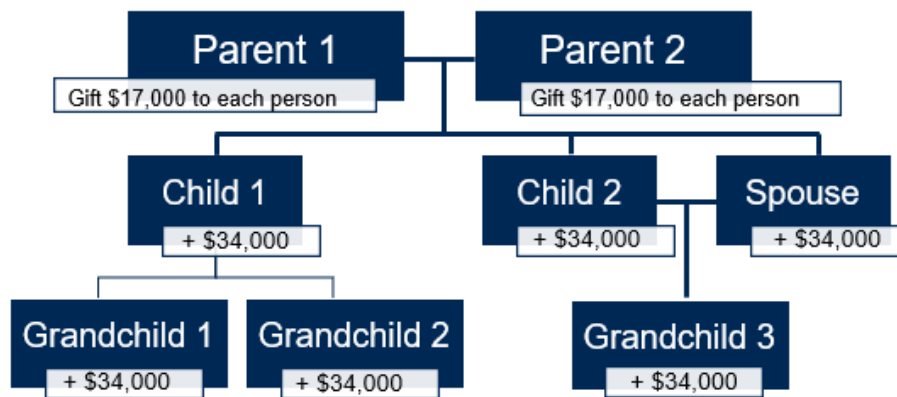 Parent 1
Parent 2
Gift $17,000 to each person
Gift $17,000 to each person
Child 1
Child 2
Spouse
+ $34,000
+ $34,000
+ $34,000
Grandchild 1
Grandchild 2
Grandchild 3
+ $34,000
+ $34,000
+ $34,000